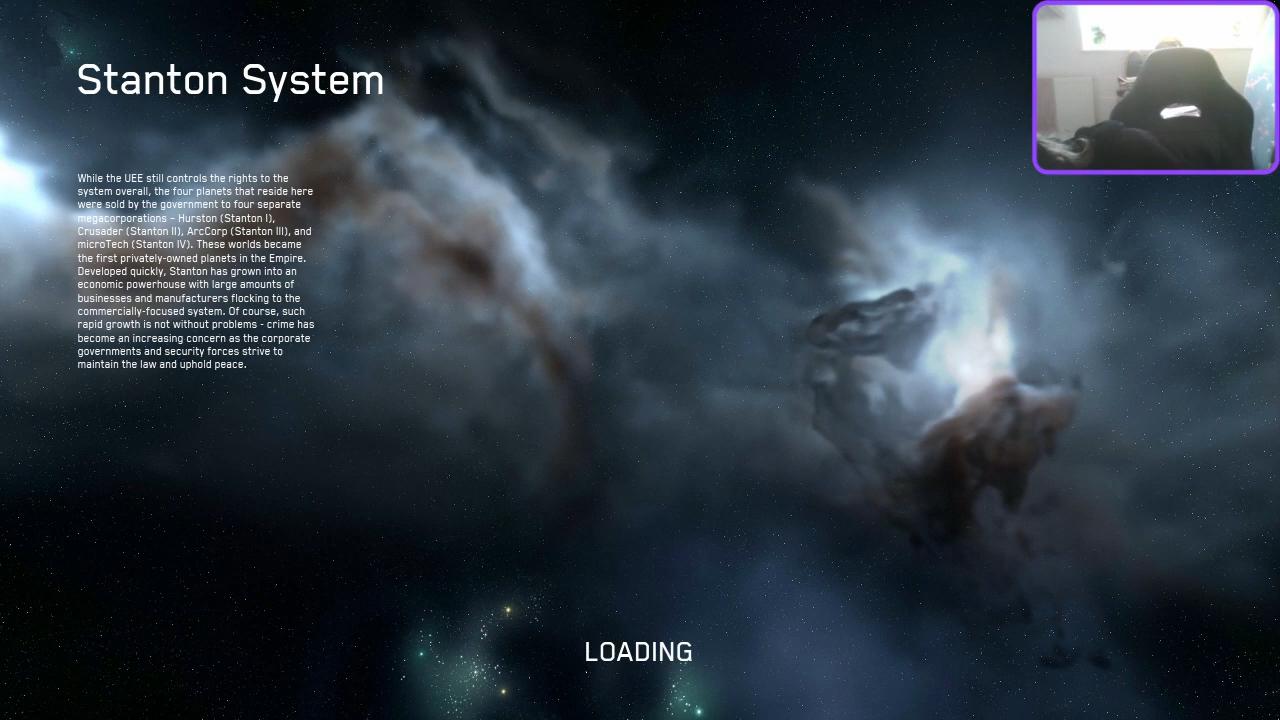 Stanton System
While the UEE still controls the rights to the
system overall, the four planets that reside here
were sold by the government to four separate
megacorporations – Hurston (Stanton I),
Crusader (Stanton II), ArcCorp (Stanton III), and
microTech (Stanton IV). These worlds became
the first privately-owned planets in the Empire.
Developed quickly, Stanton has grown into an
economic powerhouse with large amounts of
businesses and manufacturers flocking to the
commercially-focused system. Of course, such
rapid growth is not without problems - crime has
become an increasing concern as the corporate
governments and security forces strive to
maintain the law and uphold peace.
LOADING